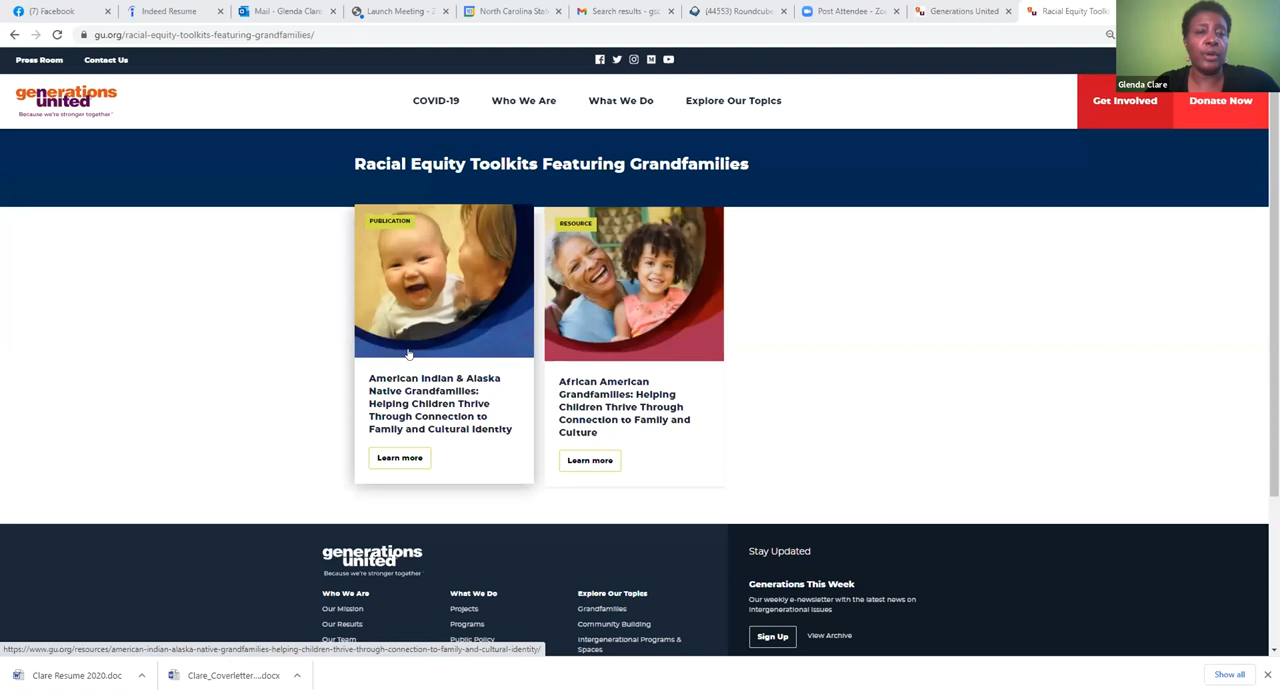 (7) Facebook
Indeed Resume
Mail - Glenda Clar
Launch Meeting - Z
North Carolina Stat
Search results - gsc
(44553) Roundcube
Post Attendee - Zo
Generations United
Racial Equity Toolk
gu.org/racial-equity-toolkits-featuring-grandfamilies/
Glenda Clare
Press Room
Contact Us
generations
united
Because we're stronger together
COVID-19
Who We Are
What We Do
Explore Our Topics
Get Involved
Donate Now
Racial Equity Toolkits Featuring Grandfamilies
PUBLICATION
American Indian & Alaska
Native Grandfamilies:
Helping Children Thrive
Through Connection to
Family and Cultural Identity
Learn more
RESOURCE
African American
Grandfamilies: Helping
Children Thrive Through
Connection to Family and
Culture
Learn more
generations
united
Because we're stronger together
Who We Are
Our Mission
Our Results
Our Team
What We Do
Projects
Programs
Public Policy
Explore Our Topics
Grandfamilies
Community Building
Intergenerational Programs &
Spaces
Stay Updated
Generations This Week
Our weekly e-newsletter with the latest news on
Intergenerational Issues
Sign Up
View Archive
https://www.gu.org/resources/american-indian-alaska-native-grandfamilies-helping-children-thrive-through-connection-to-family-and-cultural-identity/
Clare Resume 2020.doc
Clare_Coverletter....docx
Show all